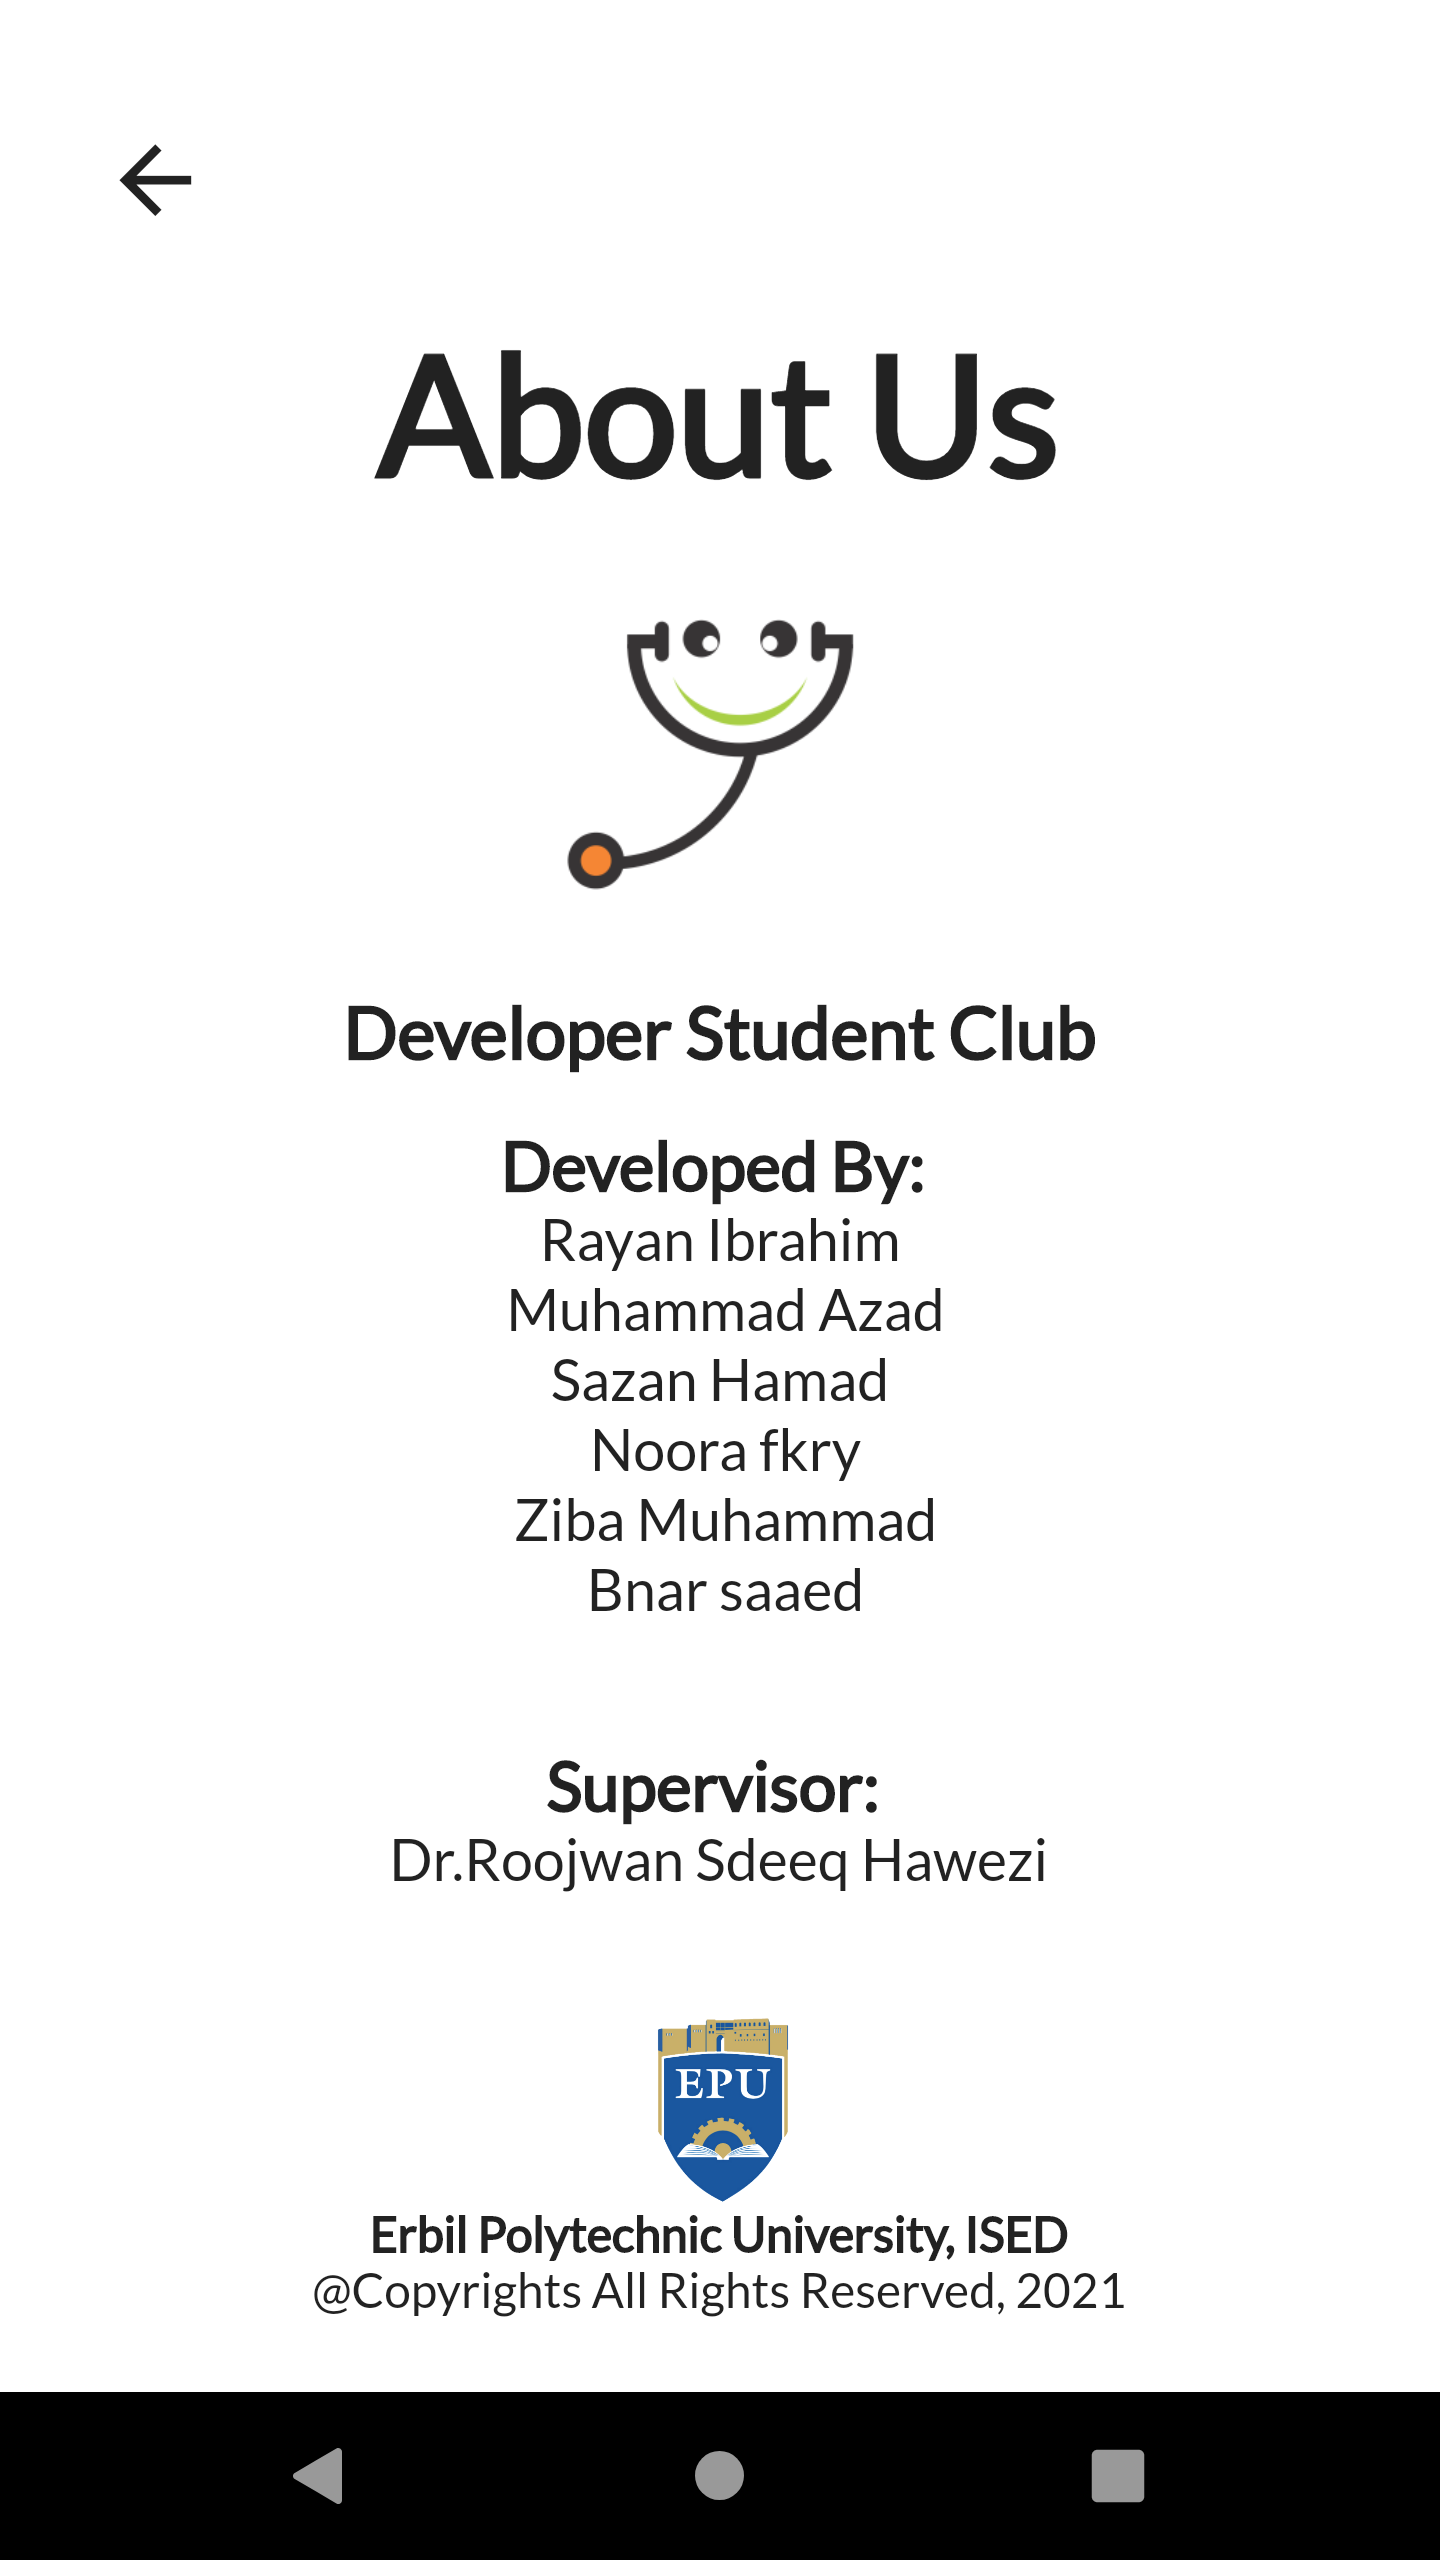 About Us
Developer Student Club
Developed By:
Rayan Ibrahim
Muhammad Azad
Sazan Hamad
Noora fkry
Ziba Muhammad
Bnar saaed
Supervisor:
Dr.Roojwan Sdeeq Hawezi
EPU
Erbil Polytechnic University, ISED
@Copyrights All Rights Reserved, 2021